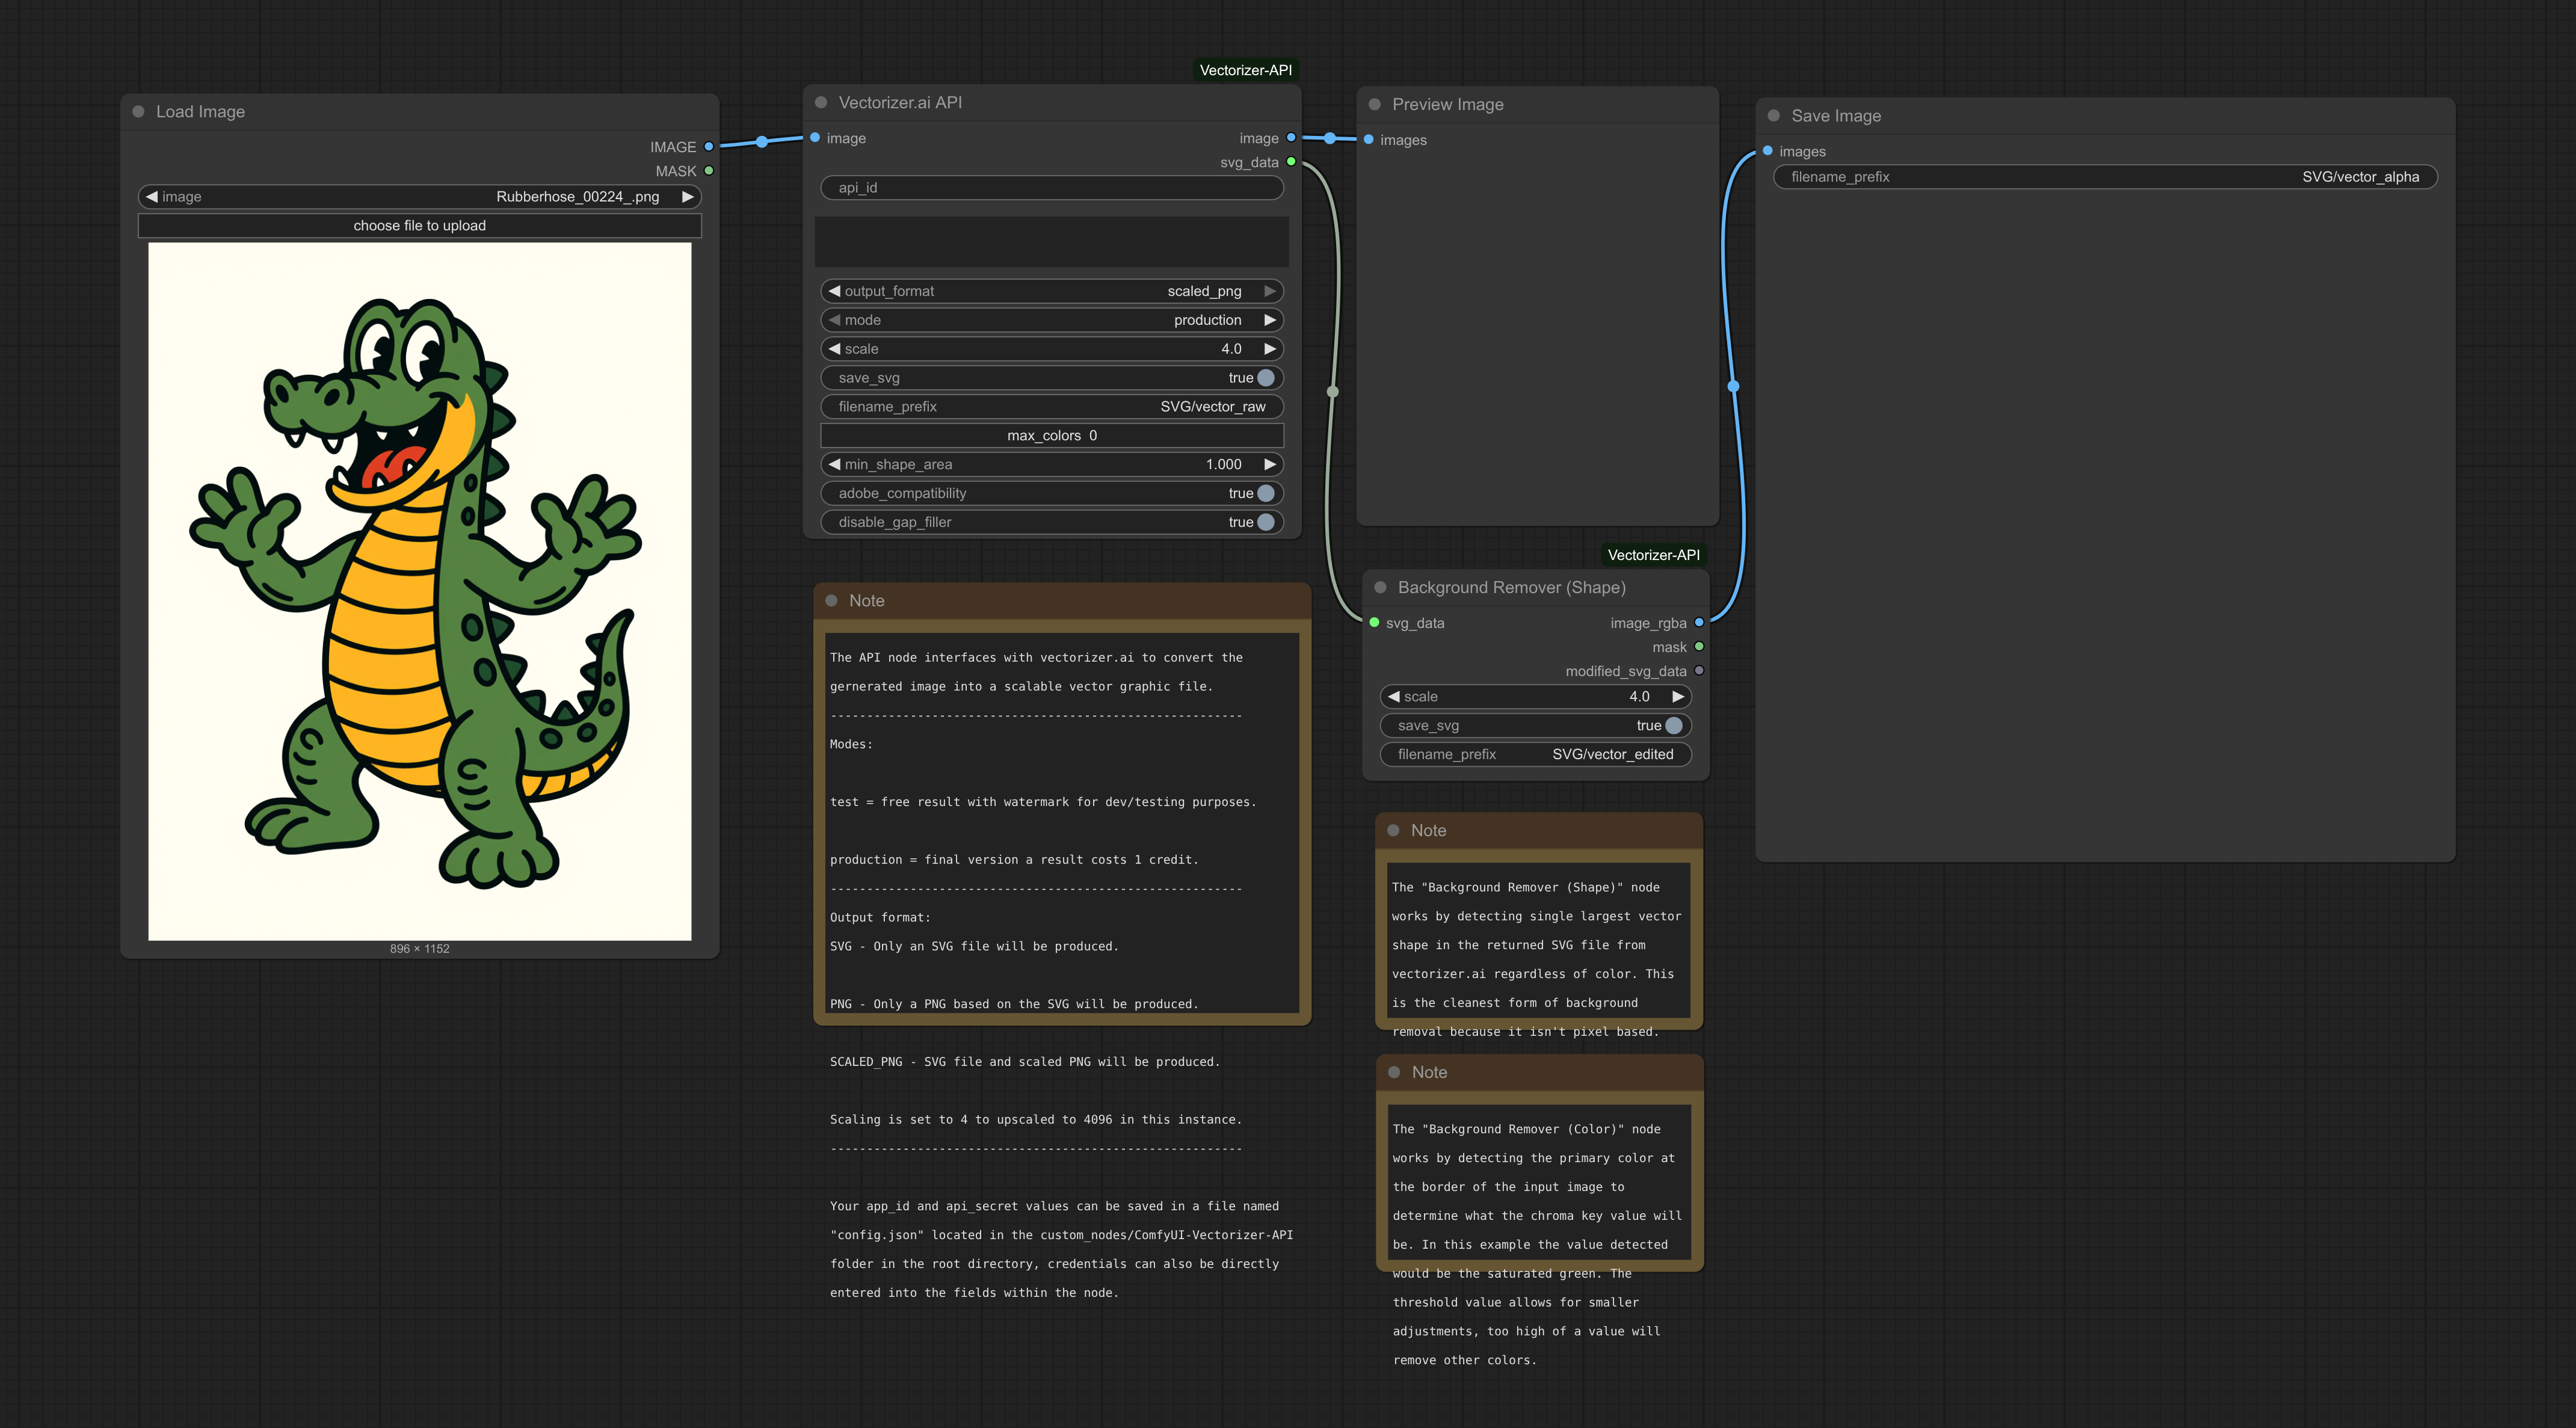 Load Image
IMAGE
MASK
image Rubberhose_00224_.png
choose file to upload
896 × 1152
Vectorizer-API
Vectorizer.ai API
image image
svg_data
api_id
output_format scaled_png
mode production
scale 4.0
save_svg true
filename_prefix SVG/vector_raw
max_colors 0
min_shape_area 1.000
adobe_compatibility true
disable_gap_filler true
Note
The API node interfaces with vectorizer.ai to convert the
gernerated image into a scalable vector graphic file.
---------------------------------------------------------
Modes:
test = free result with watermark for dev/testing purposes.
production = final version a result costs 1 credit.
---------------------------------------------------------
Output format:
SVG - Only an SVG file will be produced.
PNG - Only a PNG based on the SVG will be produced.
SCALED_PNG - SVG file and scaled PNG will be produced.
Scaling is set to 4 to upscaled to 4096 in this instance.
---------------------------------------------------------
Your app_id and api_secret values can be saved in a file named
"config.json" located in the custom_nodes/ComfyUI-Vectorizer-API
folder in the root directory, credentials can also be directly
entered into the fields within the node.
Preview Image
images
Vectorizer-API
Background Remover (Shape)
svg_data image_rgba
mask
modified_svg_data
scale 4.0
save_svg true
filename_prefix SVG/vector_edited
Note
The "Background Remover (Shape)" node
works by detecting single largest vector
shape in the returned SVG file from
vectorizer.ai regardless of color. This
is the cleanest form of background
removal because it isn't pixel based.
Note
The "Background Remover (Color)" node
works by detecting the primary color at
the border of the input image to
determine what the chroma key value will
be. In this example the value detected
would be the saturated green. The
threshold value allows for smaller
adjustments, too high of a value will
remove other colors.
Save Image
images
filename_prefix SVG/vector_alpha